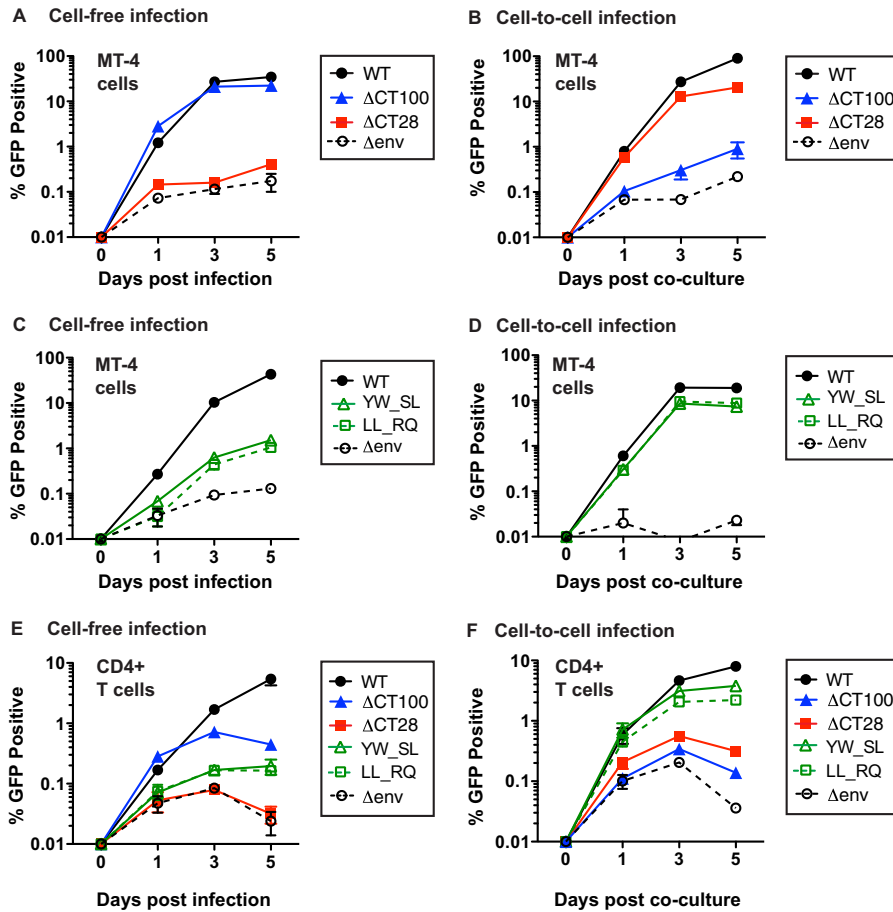 A Cell-free infection
MT-4
cells
100
10
1
0.1
0.01
% GFP Positive
0 1 3 5
Days post infection
WT
ΔCT100
ΔCT28
Δenv
B Cell-to-cell infection
MT-4
cells
100
10
1
0.1
0.01
% GFP Positive
0 1 3 5
Days post co-culture
WT
ΔCT28
ΔCT100
Δenv
C Cell-free infection
MT-4
cells
100
10
1
0.1
0.01
% GFP Positive
0 1 3 5
Days post infection
WT
YW_SL
LL_RQ
Δenv
D Cell-to-cell infection
MT-4
cells
100
10
1
0.1
0.01
% GFP Positive
0 1 3 5
Days post co-culture
WT
YW_SL
LL_RQ
Δenv
E Cell-free infection
CD4+
T cells
10
1
0.1
0.01
% GFP Positive
0 1 3 5
Days post infection
WT
ΔCT100
ΔCT28
YW_SL
LL_RQ
Δenv
F Cell-to-cell infection
CD4+
T cells
10
1
0.1
0.01
% GFP Positive
0 1 3 5
Days post co-culture
WT
ΔCT100
ΔCT28
YW_SL
LL_RQ
Δenv